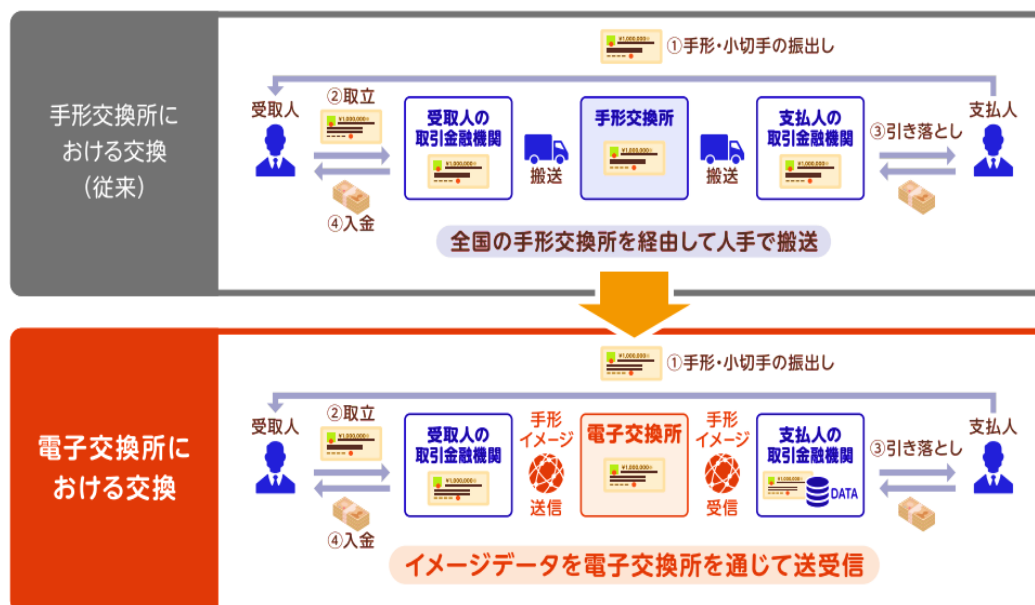 手形交換所に
おける交換
(従来)
①手形・小切手の振出し
受取人
②取立
④入金
受取人の
取引金融機関
搬送
手形交換所
搬送
支払人の
取引金融機関
③引き落とし
支払人
全国の手形交換所を経由して人手で搬送
電子交換所に
おける交換
①手形・小切手の振出し
受取人
②取立
④入金
受取人の
取引金融機関
手形
イメージ
送信
電子交換所
手形
イメージ
受信
支払人の
取引金融機関
DATA
③引き落とし
支払人
イメージデータを電子交換所を通じて送受信